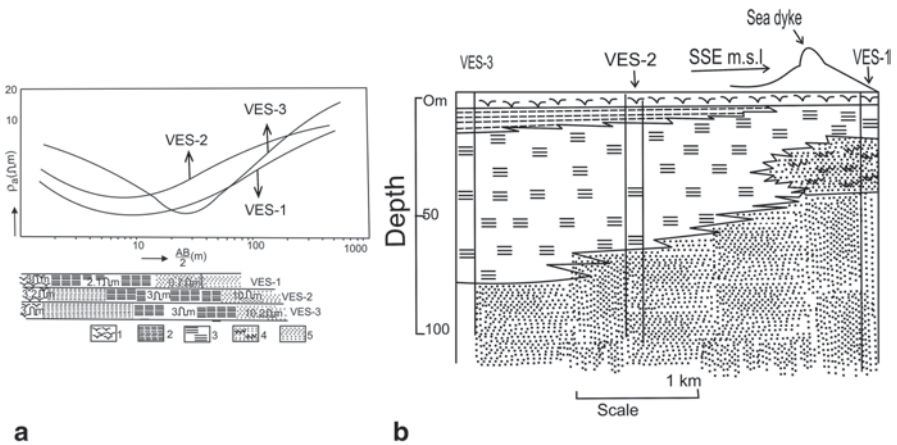 20
10
ρa(Ωm)
VES-3
VES-2
VES-1
10
100
1000
AB/2 (m)
VES-1
3Ωm
10Ωm
VES-2
3Ωm
10.2Ωm
VES-3
1
2
3
4
5
a
Sea dyke
VES-3
VES-2
SSE m.s.l
VES-1
Om
50
100
Depth
1 km
Scale
b